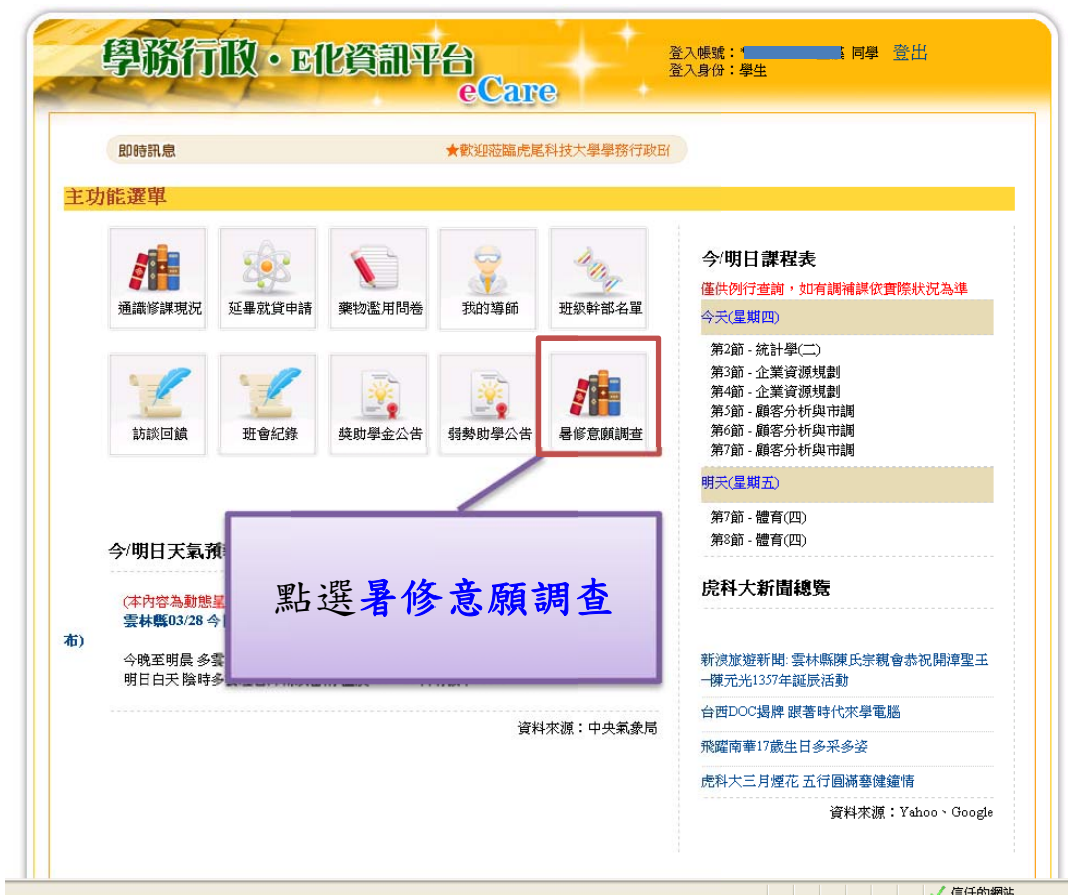 學務行政・E化資訊平台
eCare
登入帳號：
同學 登出
登入身份：學生
即時訊息
★歡迎蒞臨虎尾科技大學學務行政E
主功能選單
通識修課現況
延畢就貸申請
藥物濫用問卷
我的導師
班級幹部名單
訪談回饋
班會紀錄
獎助學金公告
弱勢助學公告
暑修意願調查
點選暑修意願調查
今/明日天氣預
(本內容為動態
雲林縣03/28 今
布)
今晚至明晨 多雲
明日白天 陰時多
資料來源：中央氣象局
今/明日課程表
僅供例行查詢，如有調補課依實際狀況為準
今天(星期四)
第2節 - 統計學(二)
第3節 - 企業資源規劃
第4節 - 企業資源規劃
第5節 - 顧客分析與市調
第6節 - 顧客分析與市調
第7節 - 顧客分析與市調
明天(星期五)
第7節 - 體育(四)
第8節 - 體育(四)
虎科大新聞總覽
新浪旅遊新聞: 雲林縣陳氏宗親會恭祝開漳聖王
─陳元光1357年誕辰活動
台西DOC揭牌 跟著時代來學電腦
飛躍南華17歲生日多采多姿
虎科大三月煙花 五行圓滿馨健鐘情
資料來源：Yahoo、Google
信任的網站